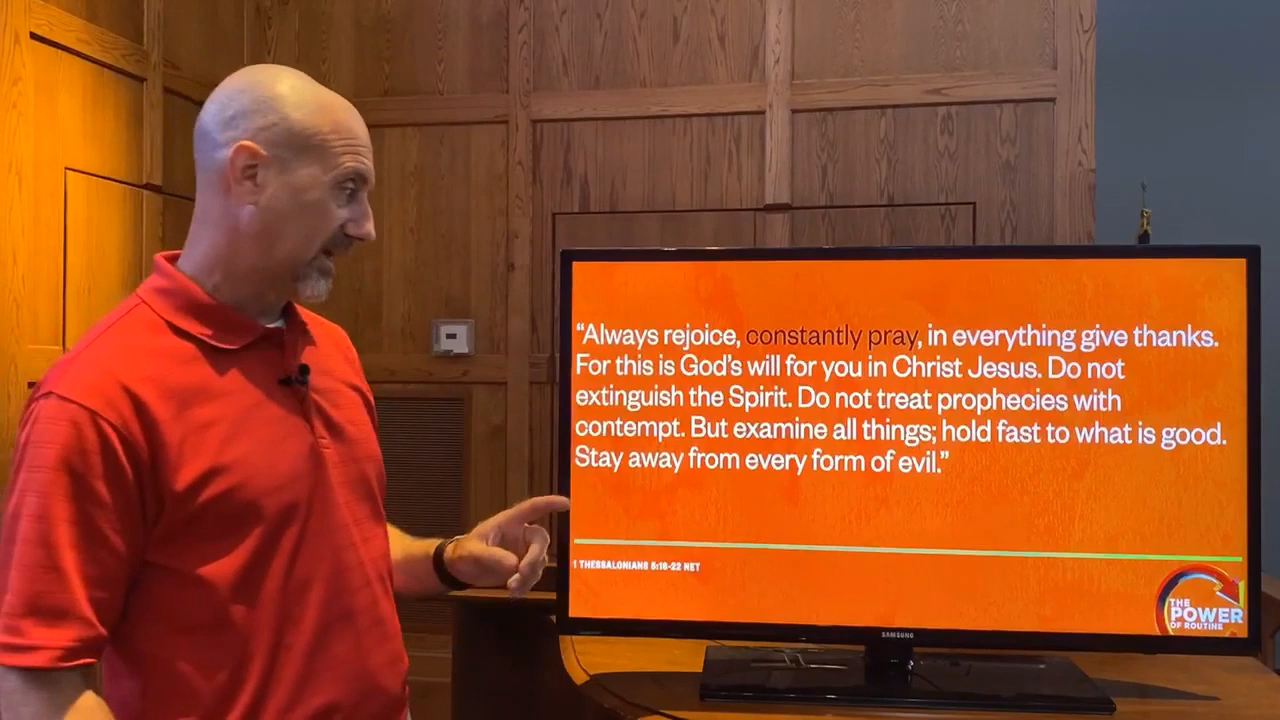 “Always rejoice, constantly pray, in everything give thanks.
For this is God’s will for you in Christ Jesus. Do not
extinguish the Spirit. Do not treat prophecies with
contempt. But examine all things; hold fast to what is good.
Stay away from every form of evil.”
1 THESSALONIANS 5:16-22 NET
THE
POWER
OF ROUTINE
SAMSUNG